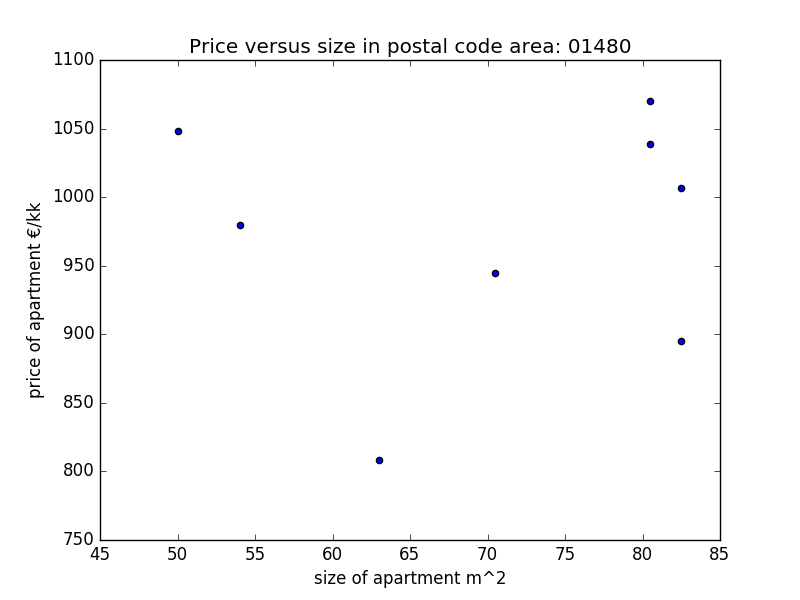 Price versus size in postal code area: 01480
1100
1050
1000
950
900
850
800
750
price of apartment €/kk
45 50 55 60 65 70 75 80 85
size of apartment m^2